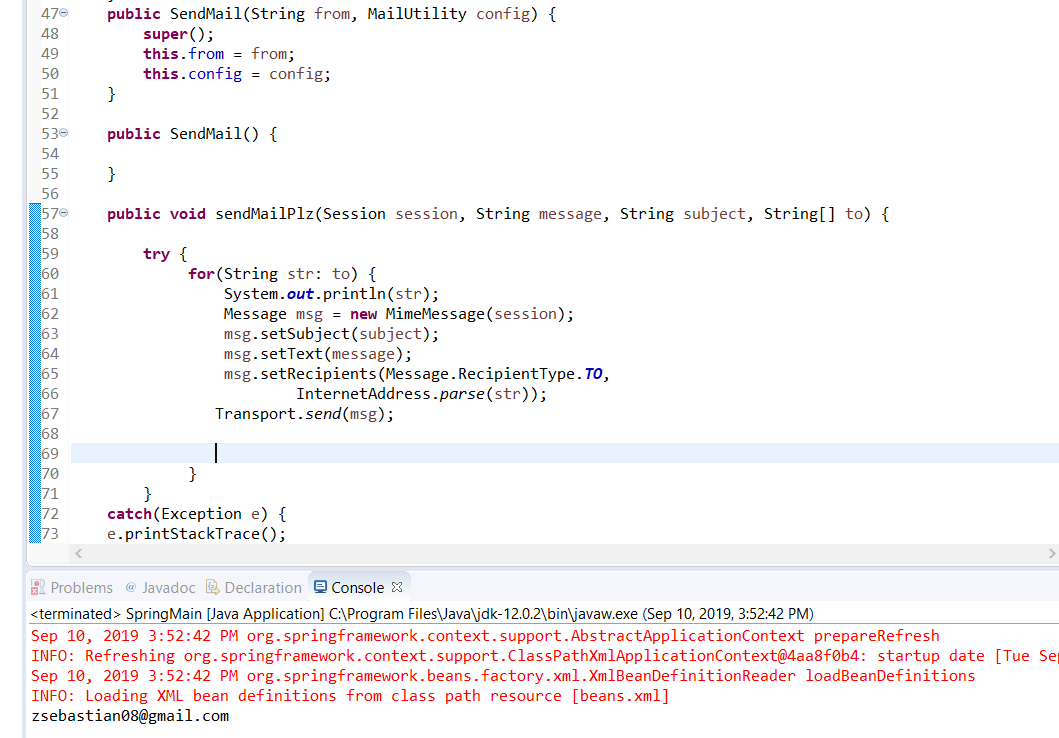 47 public SendMail(String from, MailUtility config) {
48 super();
49 this.from = from;
50 this.config = config;
51 }
52
53 public SendMail() {
54
55 }
56
57 public void sendMailPlz(Session session, String message, String subject, String[] to) {
58
59 try {
60 for(String str: to) {
61 System.out.println(str);
62 Message msg = new MimeMessage(session);
63 msg.setSubject(subject);
64 msg.setText(message);
65 msg.setRecipients(Message.RecipientType.TO,
66 InternetAddress.parse(str));
67 Transport.send(msg);
68
69
70 }
71 }
72 catch(Exception e) {
73 e.printStackTrace();
Problems @ Javadoc Declaration Console
<terminated> SpringMain [Java Application] C:\Program Files\Java\jdk-12.0.2\bin\javaw.exe (Sep 10, 2019, 3:52:42 PM)
Sep 10, 2019 3:52:42 PM org.springframework.context.support.AbstractApplicationContext prepareRefresh
INFO: Refreshing org.springframework.context.support.ClassPathXmlApplicationContext@4aa8f0b4: startup date [Tue Sep
Sep 10, 2019 3:52:42 PM org.springframework.beans.factory.xml.XmlBeanDefinitionReader loadBeanDefinitions
INFO: Loading XML bean definitions from class path resource [beans.xml]
zsebastian08@gmail.com